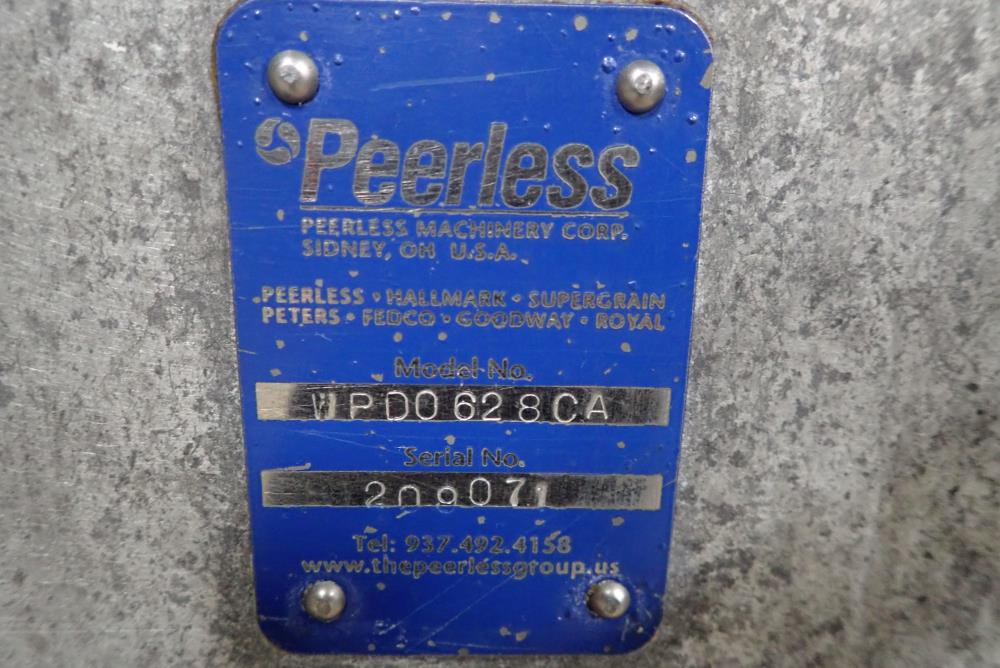 Peerless
PEERLESS MACHINERY CORP.
SIDNEY, OH U.S.A.
PEERLESS • HALLMARK • SUPERGRAIN
PETERS • FEDCO • GOODWAY • ROYAL
Model No.
WPD0628CA
Serial No.
209071
Tel: 937.492.4158
www.thepeerlessgroup.us